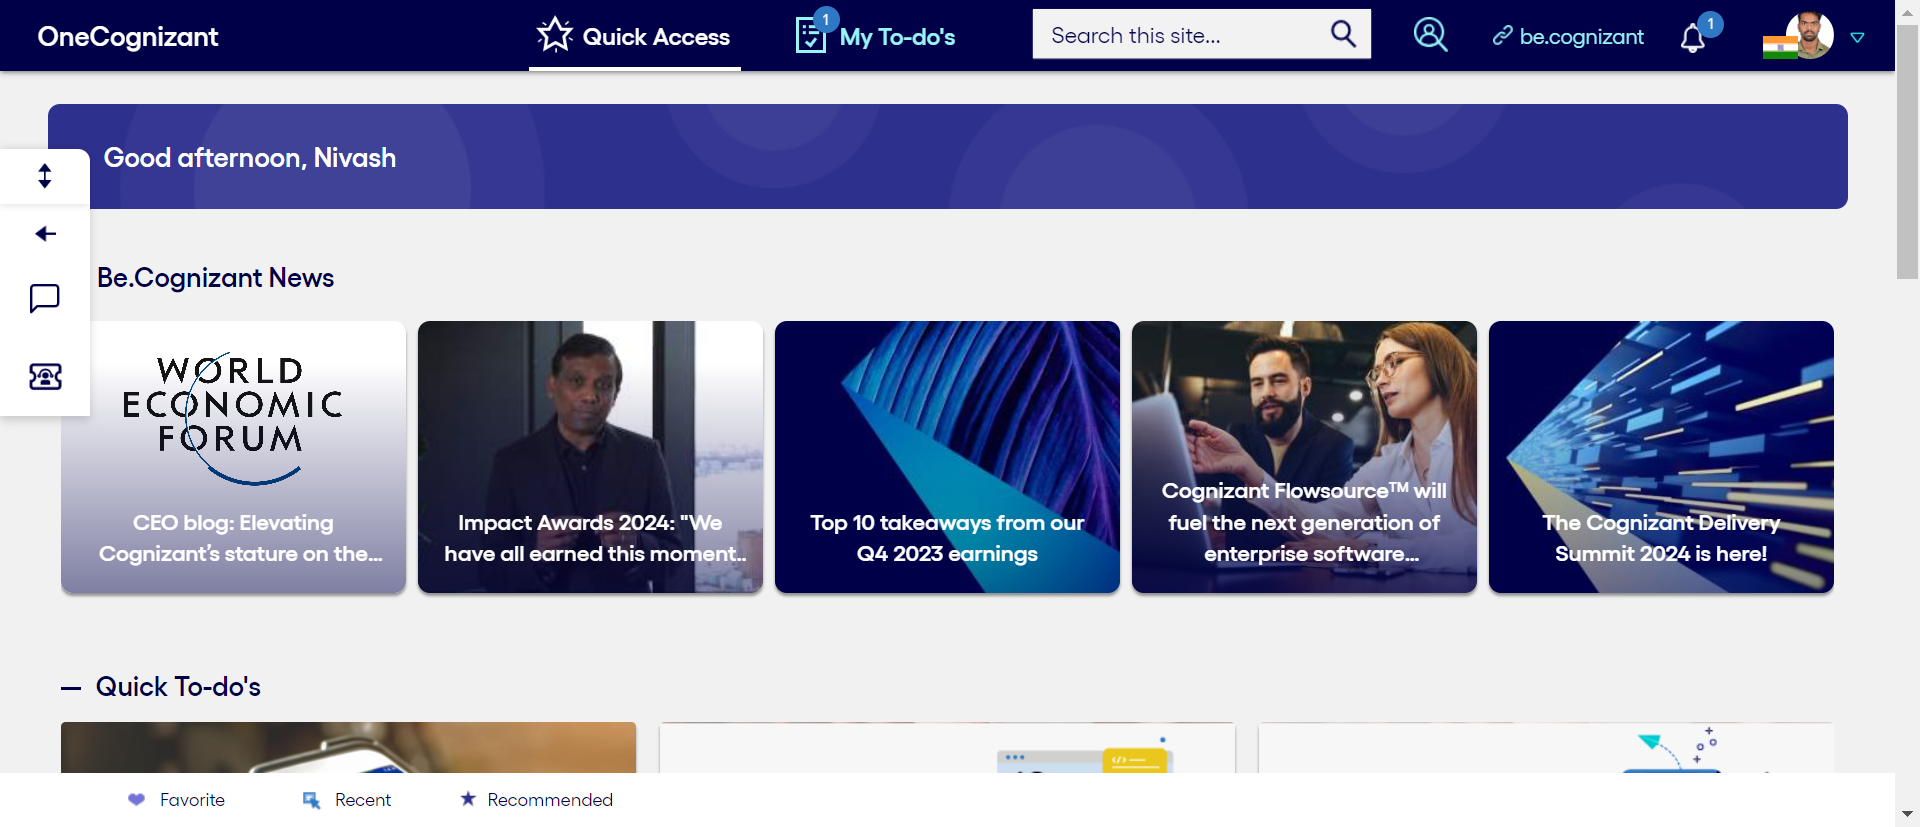 OneCognizant
Quick Access
1
My To-do's
Search this site...
be.cognizant
1
Good afternoon, Nivash
Be.Cognizant News
WORLD
ECONOMIC
FORUM
CEO blog: Elevating
Cognizant’s stature on the...
Impact Awards 2024: "We
have all earned this moment..
Top 10 takeaways from our
Q4 2023 earnings
Cognizant Flowsource™ will
fuel the next generation of
enterprise software...
The Cognizant Delivery
Summit 2024 is here!
Quick To-do's
</> 
Favorite
Recent
Recommended